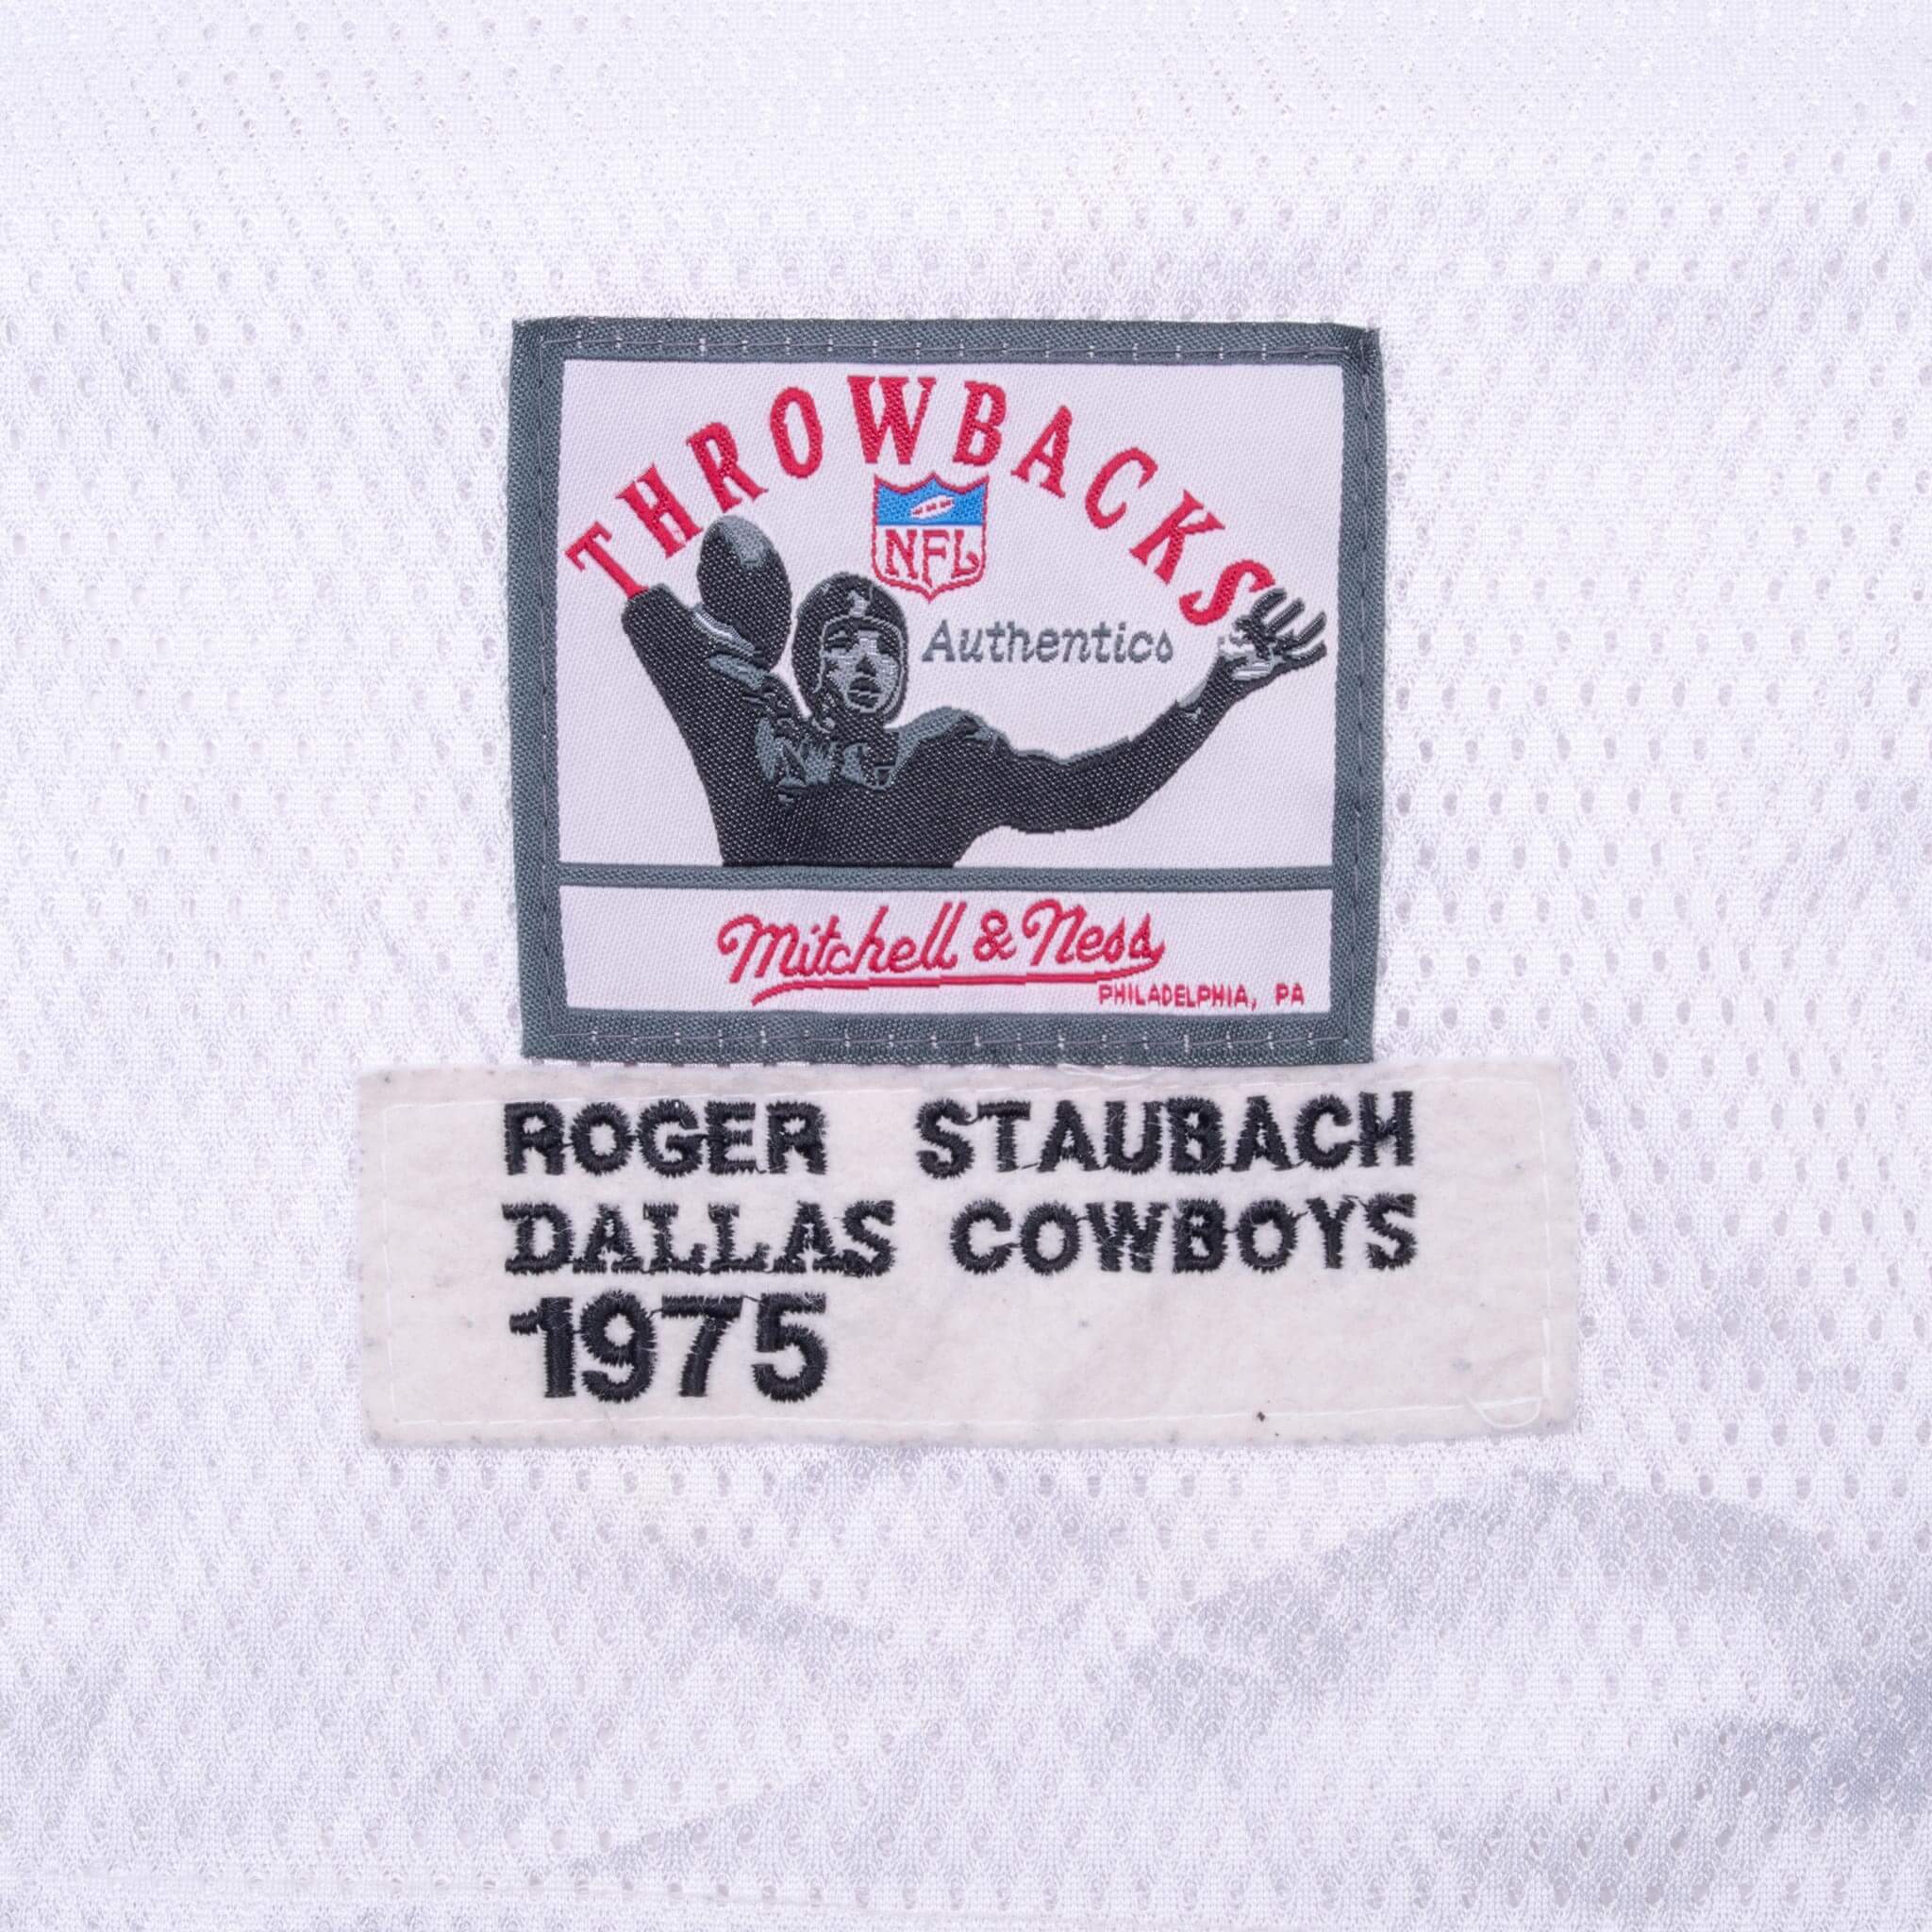 THROWBACKS
NFL
Authentics
Mitchell & Ness
PHILADELPHIA, PA
ROGER STAUBACH
DALLAS COWBOYS
1975